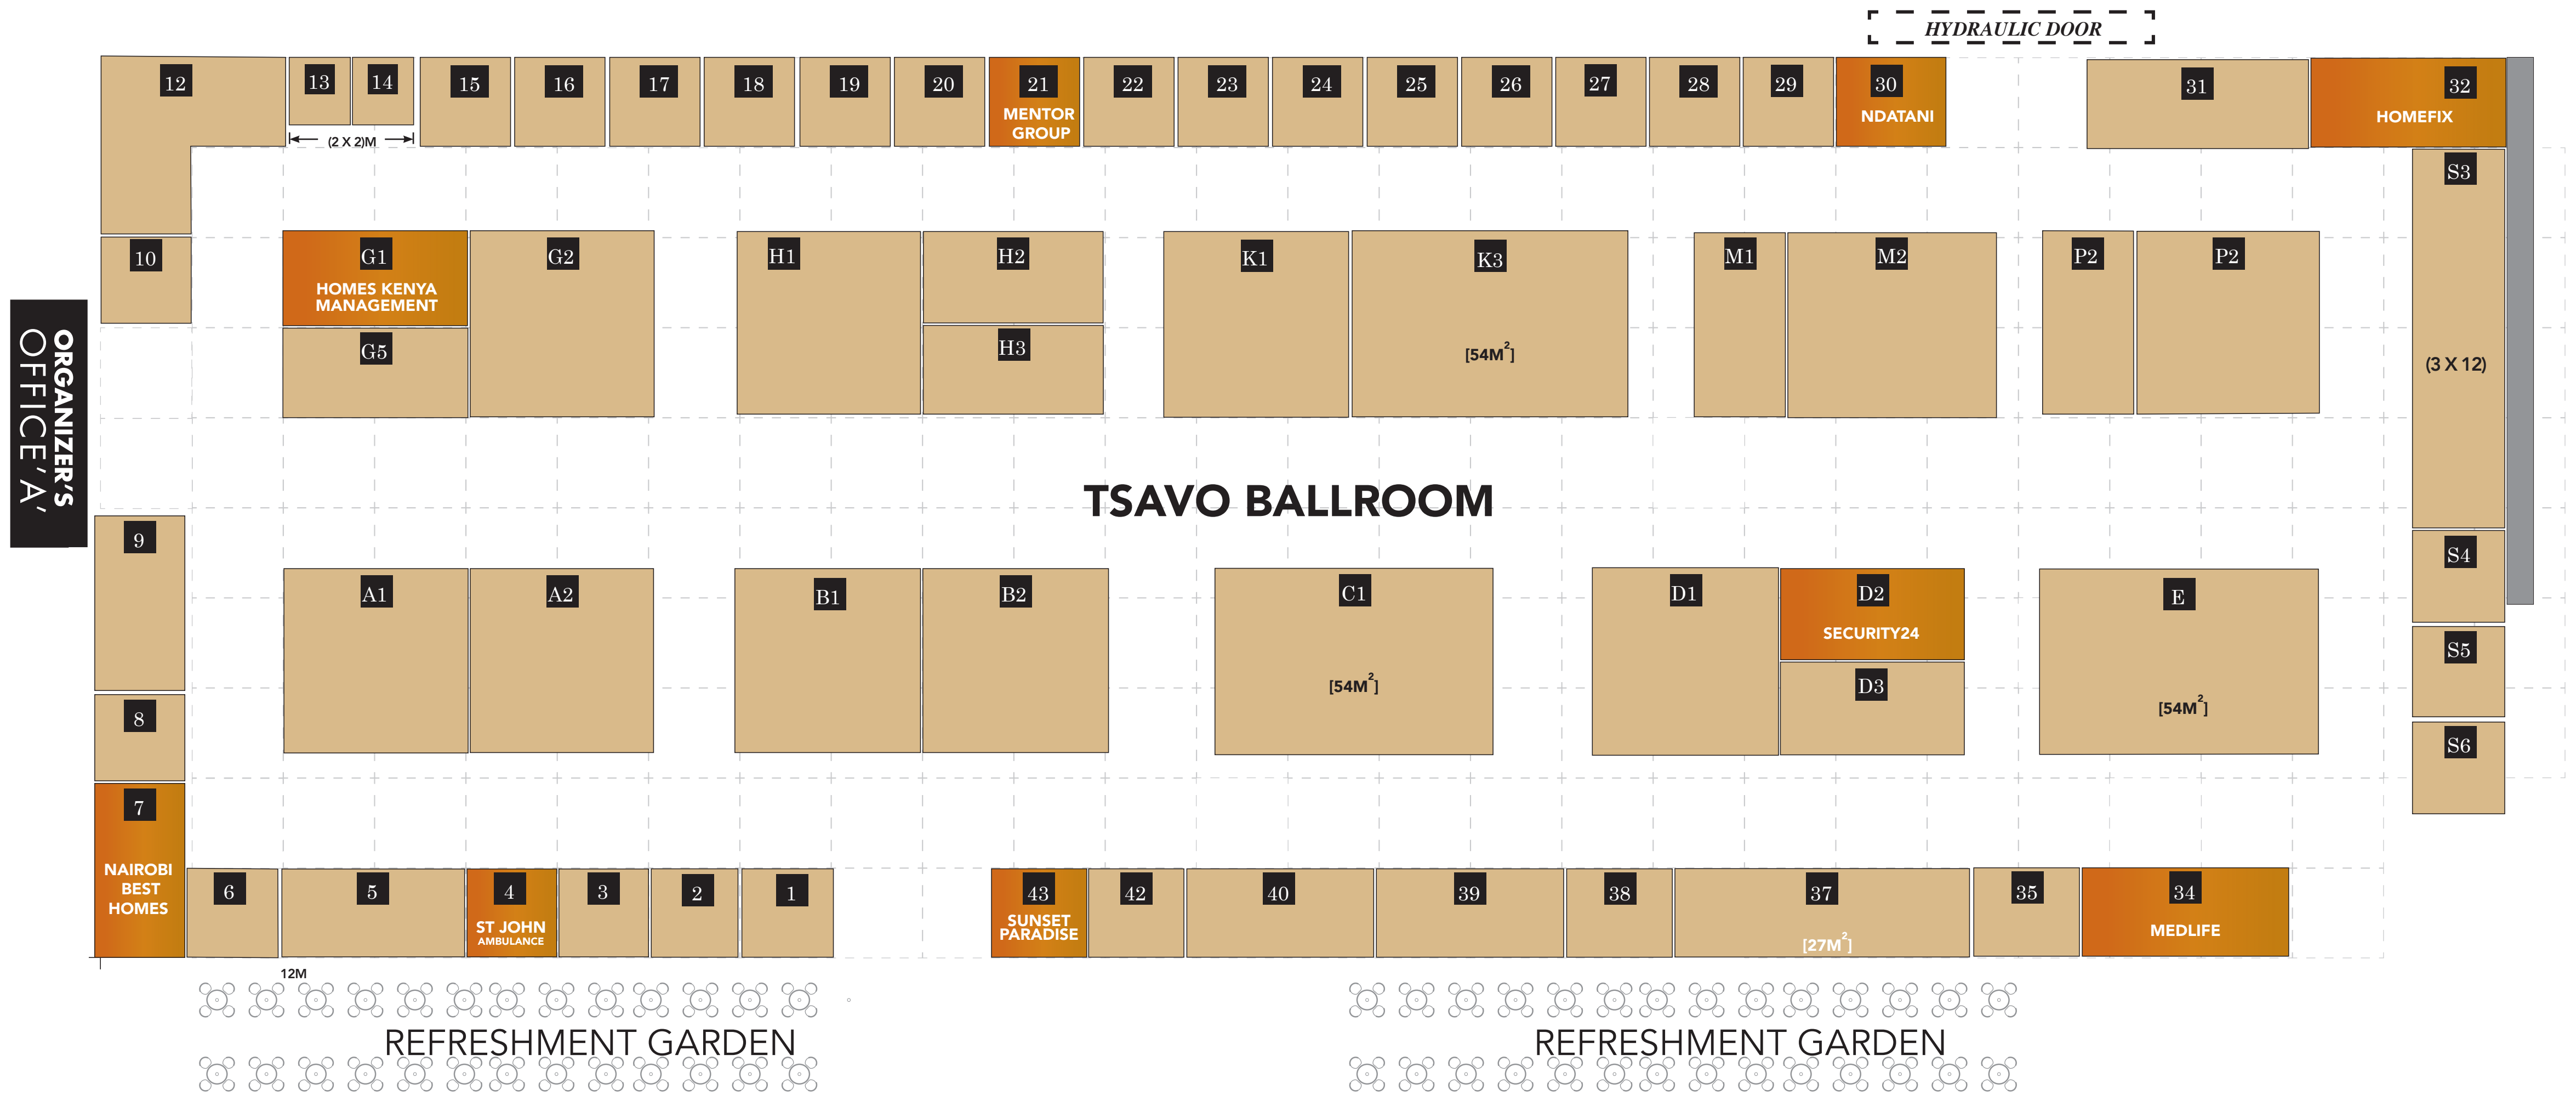 HYDRAULIC DOOR
12
13
14
15
16
17
18
19
20
21
22
23
24
25
26
27
28
29
30
31
32
MENTOR
GROUP
NDATANI
HOMEFIX
(2 X 2)M
S3
10
G1
G2
H1
H2
K1
K3
M1
M2
P2
P2
HOMES KENYA
MANAGEMENT
G5
H3
[54M²]
(3 X 12)
ORGANIZER'S
OFFICE'A'
TSAVO BALLROOM
9
A1
A2
B1
B2
C1
D1
D2
E
S4
SECURITY24
S5
D3
[54M²]
[54M²]
8
S6
7
NAIROBI
BEST
HOMES
6
5
4
3
2
1
43
42
40
39
38
37
35
34
ST JOHN
AMBULANCE
SUNSET
PARADISE
[27M²]
MEDLIFE
12M
REFRESHMENT GARDEN
REFRESHMENT GARDEN